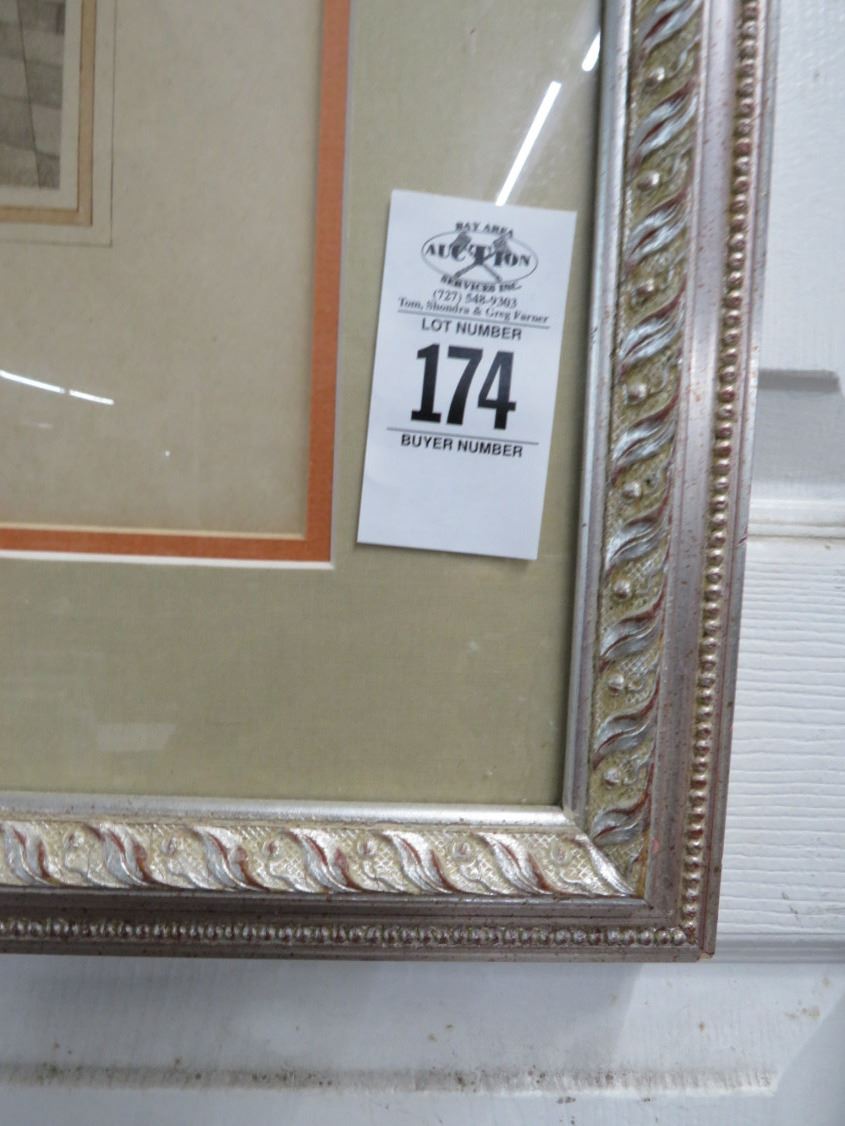 BAY AREA
AUCTION
SERVICES INC.
(727) 548-9303
Tom, Shondra & Greg Farner
LOT NUMBER
174
BUYER NUMBER